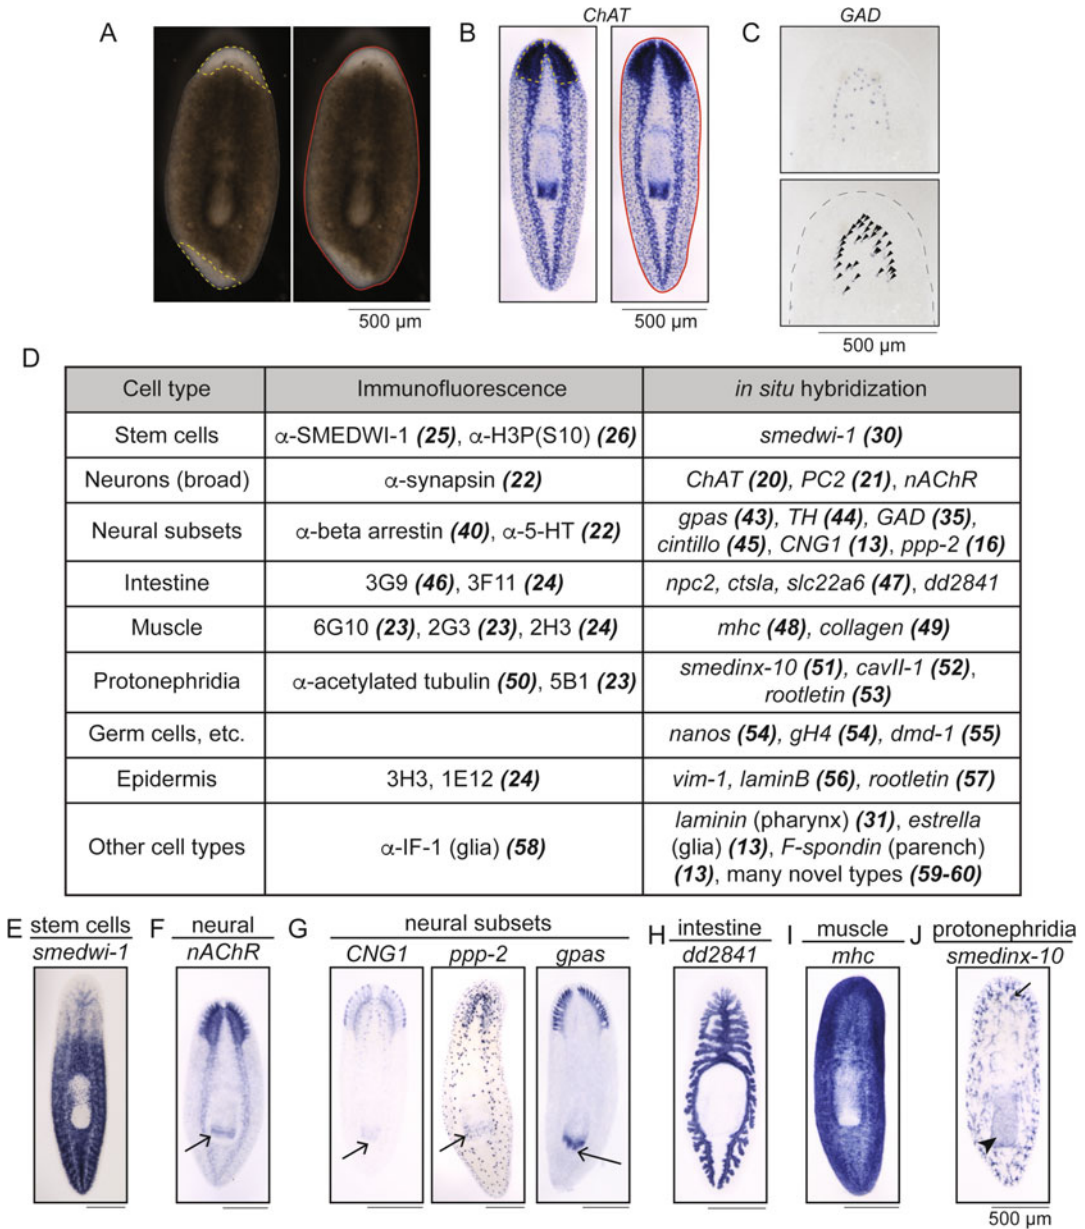 A
B
ChAT
C
GAD
500 µm
500 µm
500 µm
D
Cell type
Immunofluorescence
in situ hybridization
Stem cells
α-SMEDWI-1 (25), α-H3P(S10) (26)
smedwi-1 (30)
Neurons (broad)
α-synapsin (22)
ChAT (20), PC2 (21), nAChR
Neural subsets
α-beta arrestin (40), α-5-HT (22)
gpas (43), TH (44), GAD (35),
cintillo (45), CNG1 (13), ppp-2 (16)
Intestine
3G9 (46), 3F11 (24)
npc2, ctsla, slc22a6 (47), dd2841
Muscle
6G10 (23), 2G3 (23), 2H3 (24)
mhc (48), collagen (49)
Protonephridia
α-acetylated tubulin (50), 5B1 (23)
smedinx-10 (51), cavII-1 (52),
rootletin (53)
Germ cells, etc.
nanos (54), gH4 (54), dmd-1 (55)
Epidermis
3H3, 1E12 (24)
vim-1, laminB (56), rootletin (57)
Other cell types
α-IF-1 (glia) (58)
laminin (pharynx) (31), estrella
(glia) (13), F-spondin (parench)
(13), many novel types (59-60)
E
stem cells
smedwi-1
F
neural
nAChR
G
neural subsets
CNG1
ppp-2
gpas
H
intestine
dd2841
I
muscle
mhc
J
protonephridia
smedinx-10
500 µm